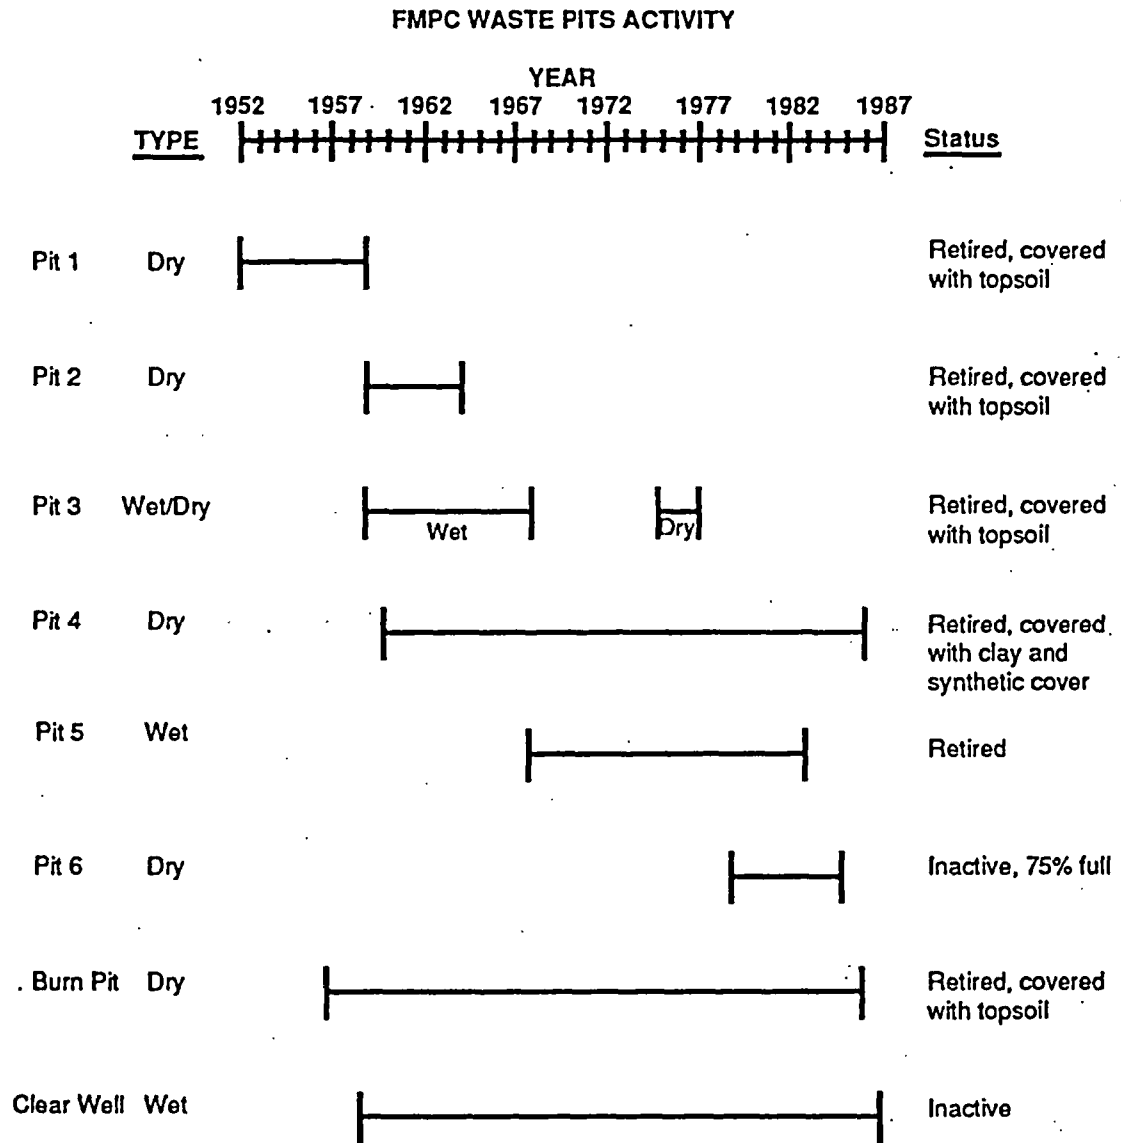 FMPC WASTE PITS ACTIVITY
YEAR
1952 1957 1962 1967 1972 1977 1982 1987
TYPE Status
Pit 1 Dry Retired, covered
with topsoil
Pit 2 Dry Retired, covered
with topsoil
Pit 3 Wet/Dry Wet Dry Retired, covered
with topsoil
Pit 4 Dry Retired, covered
with clay and
synthetic cover
Pit 5 Wet Retired
Pit 6 Dry Inactive, 75% full
Burn Pit Dry Retired, covered
with topsoil
Clear Well Wet Inactive